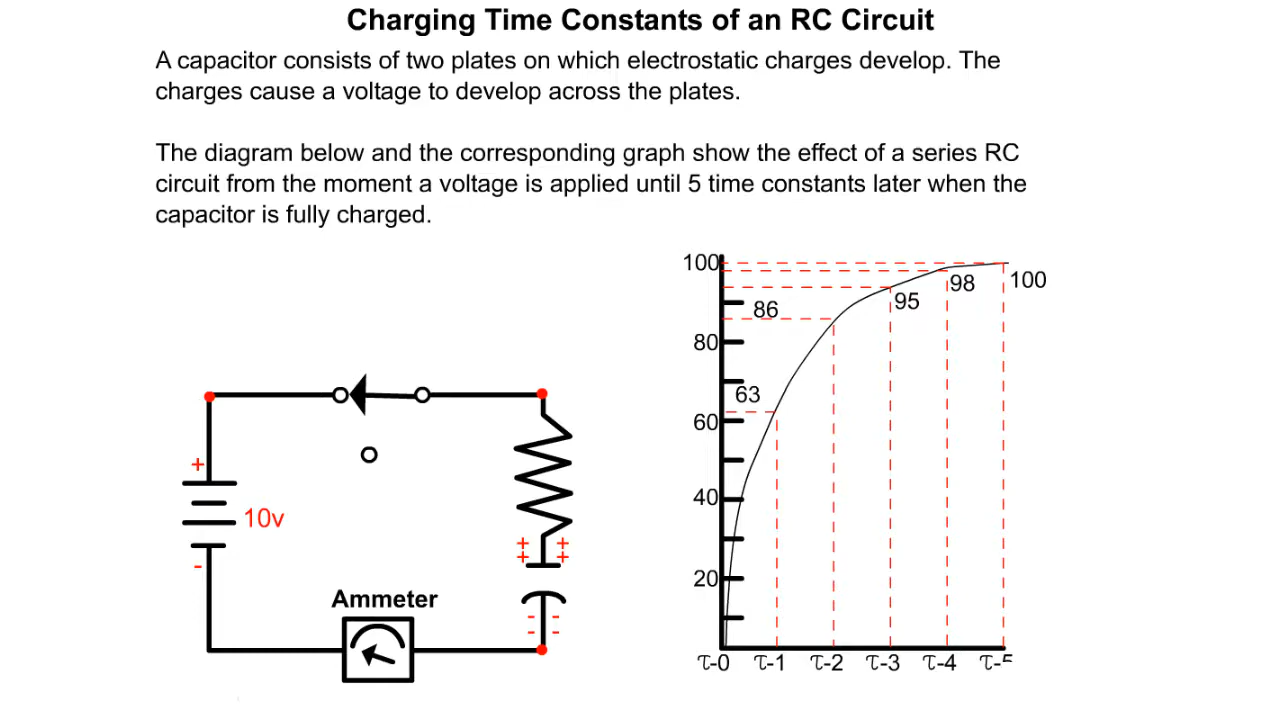 Charging Time Constants of an RC Circuit
A capacitor consists of two plates on which electrostatic charges develop. The
charges cause a voltage to develop across the plates.
The diagram below and the corresponding graph show the effect of a series RC
circuit from the moment a voltage is applied until 5 time constants later when the
capacitor is fully charged.
+
10v
-
+ +
+ +
- -
- -
Ammeter
100
80
60
40
20
63
86
95
98
100
τ-0 τ-1 τ-2 τ-3 τ-4 τ-5